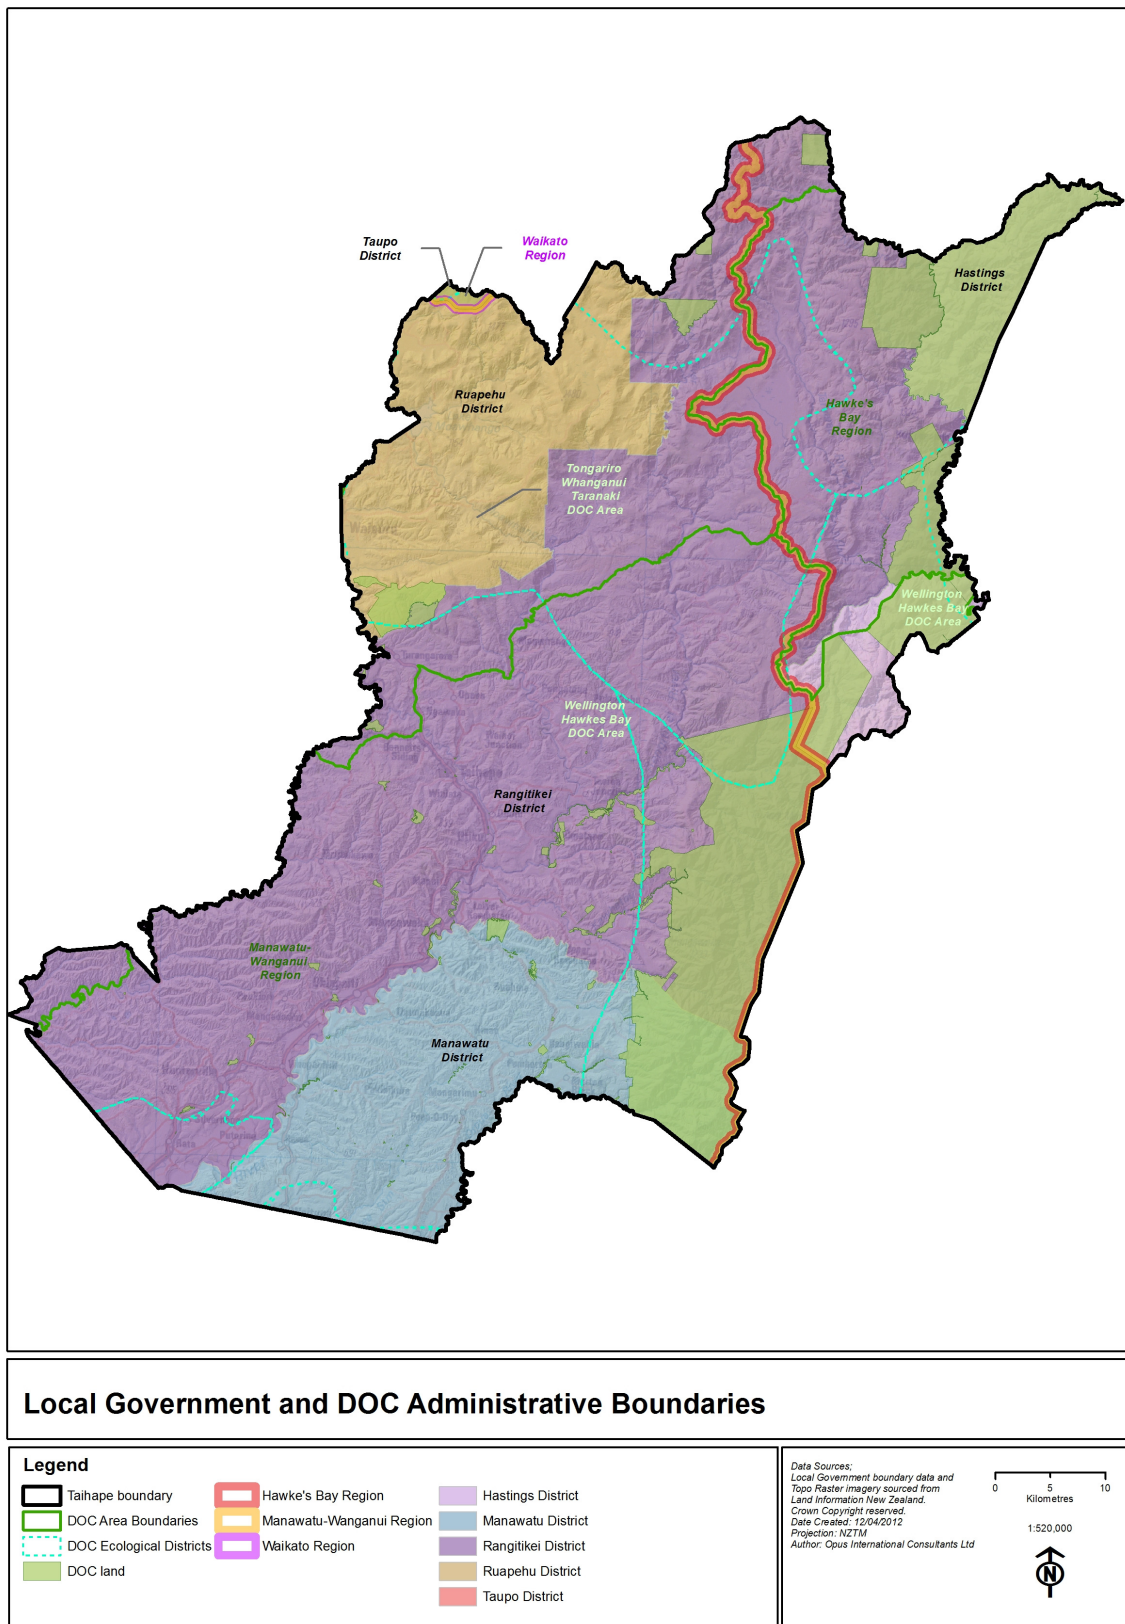 Taupo
District
Waikato
Region
Hastings
District
Ruapehu
District
Hawke's
Bay
Region
Tongariro
Whanganui
Taranaki
DOC Area
Wellington
Hawkes Bay
DOC Area
Wellington
Hawkes Bay
DOC Area
Rangitikei
District
Manawatu-
Wanganui
Region
Manawatu
District
Local Government and DOC Administrative Boundaries
Legend
Taihape boundary
DOC Area Boundaries
DOC Ecological Districts
DOC land
Hawke's Bay Region
Manawatu-Wanganui Region
Waikato Region
Hastings District
Manawatu District
Rangitikei District
Ruapehu District
Taupo District
Data Sources;
Local Government boundary data and
Topo Raster imagery sourced from
Land Information New Zealand.
Crown Copyright reserved.
Date Created: 12/04/2012
Projection: NZTM
Author: Opus International Consultants Ltd
0 5 10
Kilometres
1:520,000
N